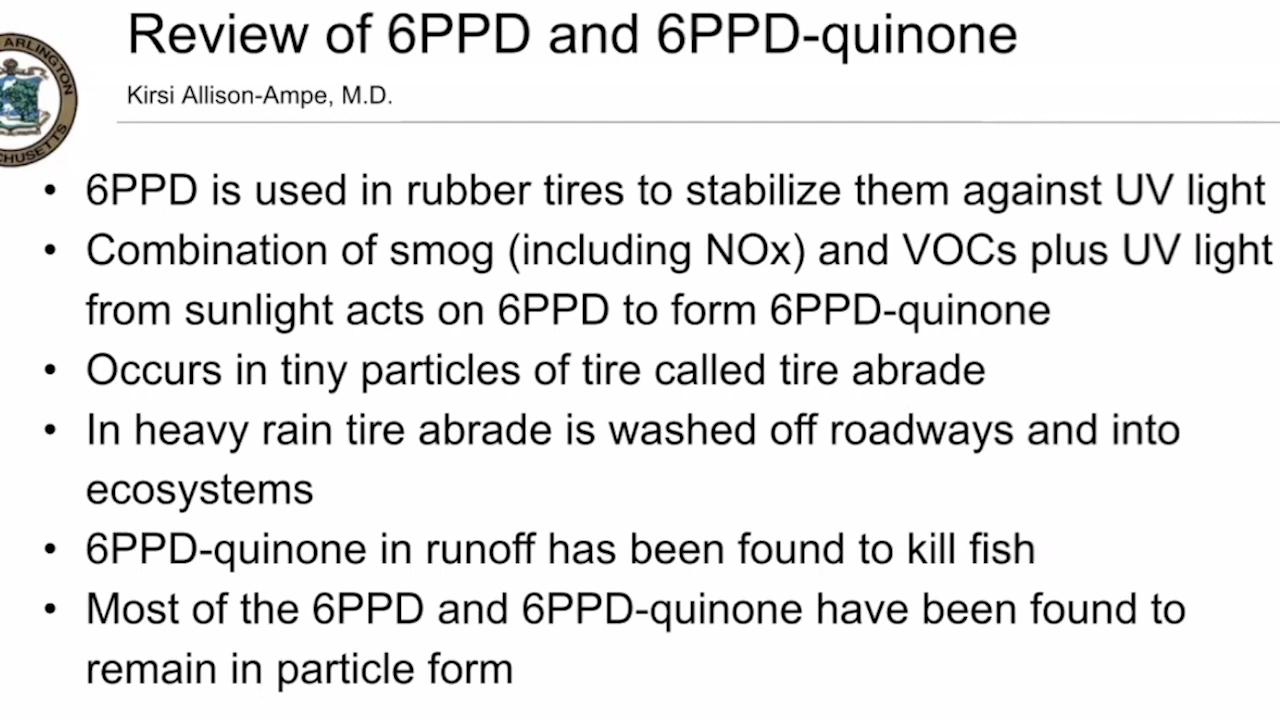 Review of 6PPD and 6PPD-quinone
Kirsi Allison-Ampe, M.D.
ARLINGTON
CHUSETTS
• 6PPD is used in rubber tires to stabilize them against UV light
• Combination of smog (including NOx) and VOCs plus UV light
from sunlight acts on 6PPD to form 6PPD-quinone
• Occurs in tiny particles of tire called tire abrade
• In heavy rain tire abrade is washed off roadways and into
ecosystems
• 6PPD-quinone in runoff has been found to kill fish
• Most of the 6PPD and 6PPD-quinone have been found to
remain in particle form